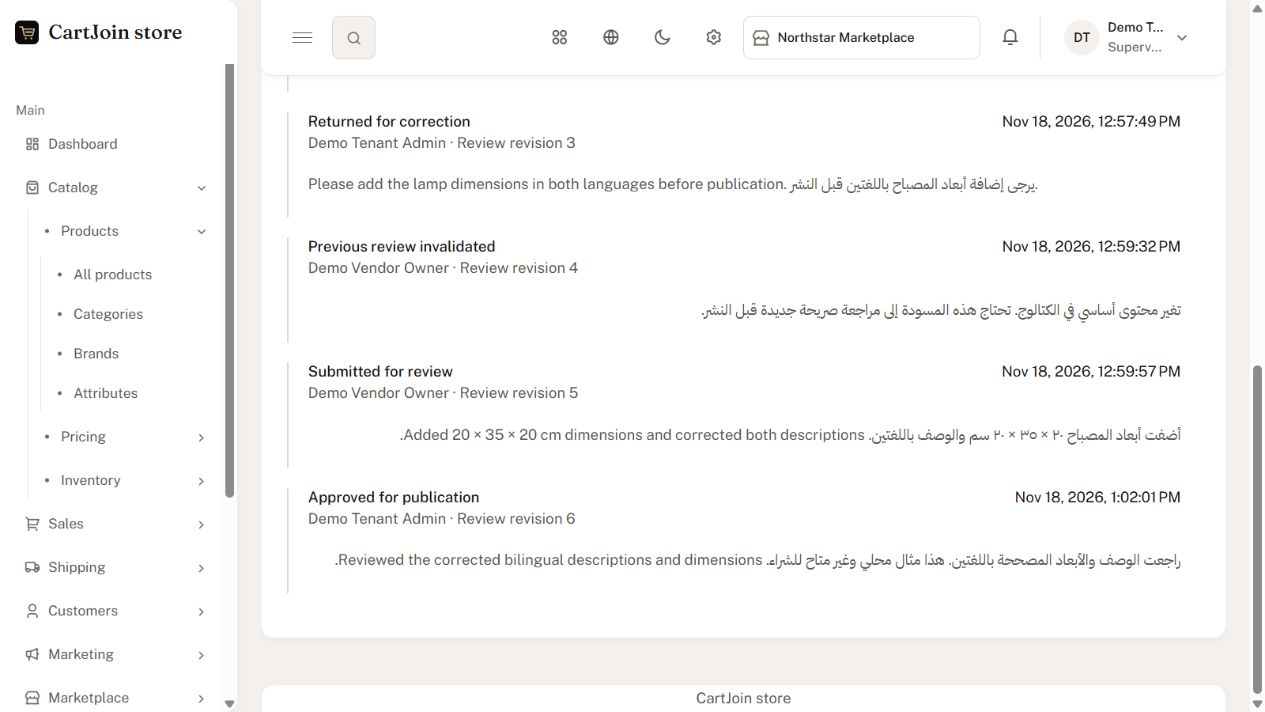 CartJoin store
Northstar Marketplace
DT
Demo T...
Superv...
Main
Dashboard
Catalog
Products
All products
Categories
Brands
Attributes
Pricing
Inventory
Sales
Shipping
Customers
Marketing
Marketplace
Returned for correction
Nov 18, 2026, 12:57:49 PM
Demo Tenant Admin · Review revision 3
Please add the lamp dimensions in both languages before publication. يرجى إضافة أبعاد المصباح باللغتين قبل النشر.
Previous review invalidated
Nov 18, 2026, 12:59:32 PM
Demo Vendor Owner · Review revision 4
تغير محتوى أساسي في الكتالوج. تحتاج هذه المسودة إلى مراجعة صريحة جديدة قبل النشر.
Submitted for review
Nov 18, 2026, 12:59:57 PM
Demo Vendor Owner · Review revision 5
أضفت أبعاد المصباح ٢٠ × ٣٥ × ٢٠ سم والوصف باللغتين. Added 20 × 35 × 20 cm dimensions and corrected both descriptions.
Approved for publication
Nov 18, 2026, 1:02:01 PM
Demo Tenant Admin · Review revision 6
راجعت الوصف والأبعاد المصححة باللغتين. هذا مثال محلي وغير متاح للشراء. Reviewed the corrected bilingual descriptions and dimensions.
CartJoin store